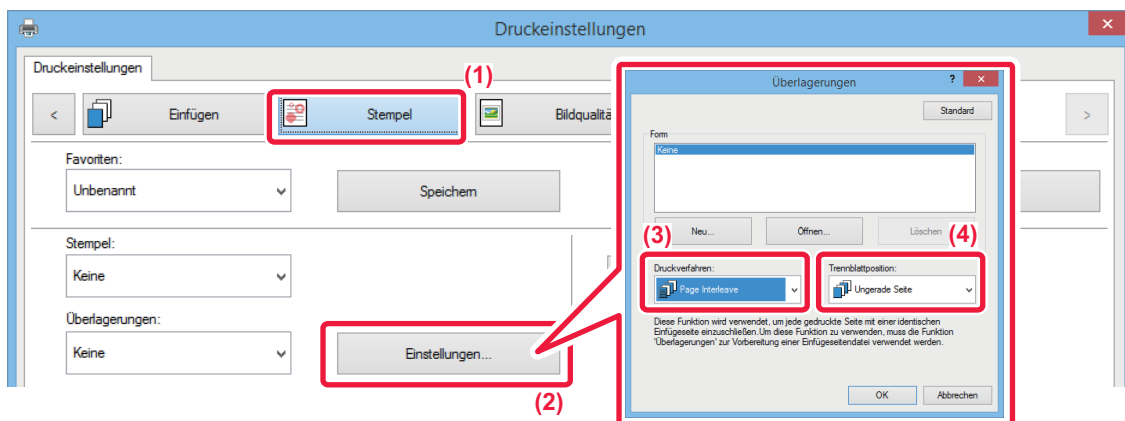 Druckeinstellungen
Druckeinstellungen
(1)
<
Einfügen
Stempel
Bildqualitä
>
Favoriten:
Unbenannt
Speichern
Stempel:
Keine
Überlagerungen:
Keine
Einstellungen...
(2)
Überlagerungen
?
Standard
Form
Keine
Neu...
Öffnen...
Löschen
(3)
(4)
Druckverfahren:
Trennblattposition:
Page Interleave
Ungerade Seite
Diese Funktion wird verwendet, um jede gedruckte Seite mit einer identischen
Einfügeseite einzuschließen.Um diese Funktion zu verwenden, muss die Funktion
'Überlagerungen' zur Vorbereitung einer Einfügeseitendatei verwendet werden.
OK
Abbrechen